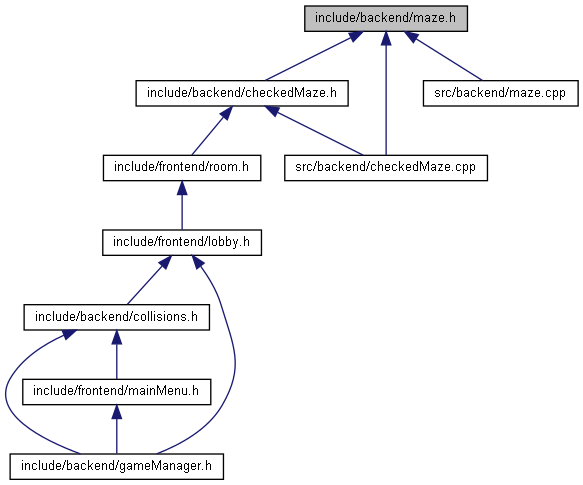 include/backend/maze.h
include/backend/checkedMaze.h
src/backend/maze.cpp
include/frontend/room.h
src/backend/checkedMaze.cpp
include/frontend/lobby.h
include/backend/collisions.h
include/frontend/mainMenu.h
include/backend/gameManager.h